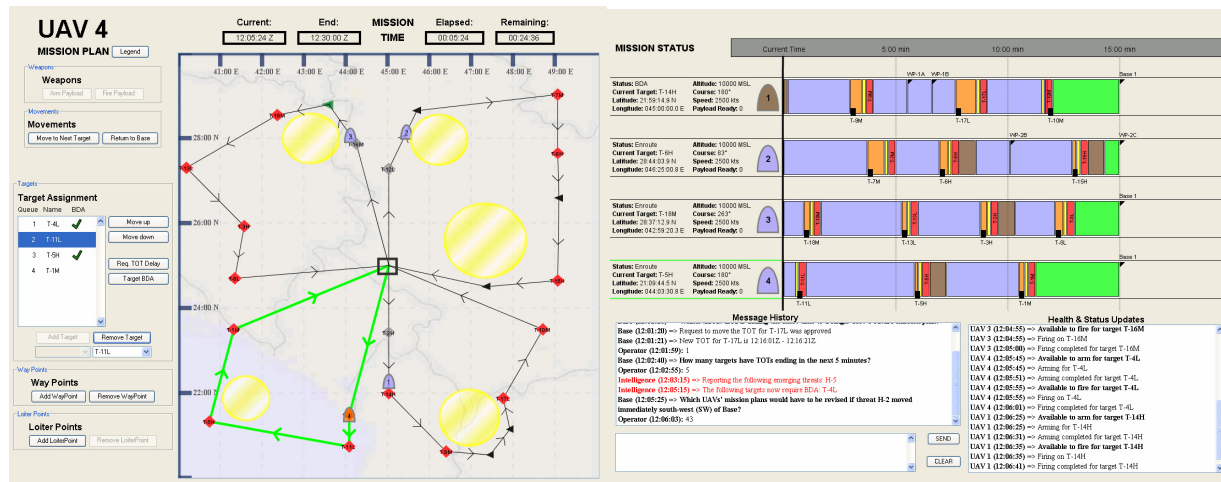 UAV 4
MISSION PLAN
Legend
Weapons
Weapons
Arm Payload
Fire Payload
Movements
Movements
Move to Next Target
Return to Base
Targets
Target Assignment
Queue Name BDA
1 T-4L
2 T-11L
3 T-5H
4 T-1M
Move up
Move down
Req. TOT Delay
Target BDA
Add Target
Remove Target
T-11L
Way Points
Way Points
Add WayPoint
Remove WayPoint
Loiter Points
Loiter Points
Add LoiterPoint
Remove LoiterPoint
Current: End: MISSION TIME Elapsed: Remaining:
12:05:24 Z 12:30:00 Z 00:05:24 00:24:36
41:00 E 42:00 E 43:00 E 44:00 E 45:00 E 46:00 E 47:00 E 48:00 E 49:00 E
28:00 N
26:00 N
24:00 N
22:00 N
2
3
1
4
MISSION STATUS
Current Time 5:00 min 10:00 min 15:00 min
WP-1A WP-1B Base 1
Status: BDA Altitude: 10000 MSL
Current Target: T-14H Course: 180°
Latitude: 21:59:14.9 N Speed: 2500 kts
Longitude: 045:00:00.0 E Payload Ready: 0
1
T-9M T-17L T-10M
WP-2B WP-2C
Status: Enroute Altitude: 10000 MSL
Current Target: T-6H Course: 83°
Latitude: 28:44:03.9 N Speed: 2500 kts
Longitude: 046:25:00.8 E Payload Ready: 0
2
T-7M T-6H T-15H
Base 1
Status: Enroute Altitude: 10000 MSL
Current Target: T-18M Course: 263°
Latitude: 28:37:12.9 N Speed: 2500 kts
Longitude: 042:59:20.3 E Payload Ready: 0
3
T-18M T-13L T-3H T-8L
Base 1
Status: Enroute Altitude: 10000 MSL
Current Target: T-5H Course: 180°
Latitude: 21:09:44.5 N Speed: 2500 kts
Longitude: 044:03:30.9 E Payload Ready: 0
4
T-11L T-5H T-1M
Message History
Base (12:01:20) => Request to move the TOT for T-17L was approved
Base (12:01:21) => New TOT for T-17L is 12:16:01Z - 12:16:21Z
Operator (12:01:59): 1
Base (12:02:40) => How many targets have TOTs ending in the next 5 minutes?
Operator (12:02:55): 5
Intelligence (12:03:15) => Reporting the following emerging threats: H-5
Intelligence (12:05:15) => The following targets now require BDA: T-4L
Base (12:05:25) => Which UAVs' mission plans would have to be revised if threat H-2 moved
immediately south-west (SW) of Base?
Operator (12:06:03): 43
SEND
CLEAR
Health & Status Updates
UAV 3 (12:04:55) => Available to fire for target T-16M
UAV 3 (12:04:55) => Firing on T-16M
UAV 3 (12:05:00) => Firing completed for target T-16M
UAV 4 (12:05:45) => Available to arm for target T-4L
UAV 4 (12:05:51) => Arming for T-4L
UAV 4 (12:05:55) => Arming completed for target T-4L
UAV 4 (12:05:55) => Available to fire for target T-4L
UAV 4 (12:05:55) => Firing on T-4L
UAV 4 (12:06:01) => Firing completed for target T-4L
UAV 1 (12:06:25) => Available to arm for target T-14H
UAV 1 (12:06:25) => Arming for T-14H
UAV 1 (12:06:31) => Arming completed for target T-14H
UAV 1 (12:06:35) => Available to fire for target T-14H
UAV 1 (12:06:35) => Firing on T-14H
UAV 1 (12:06:41) => Firing completed for target T-14H